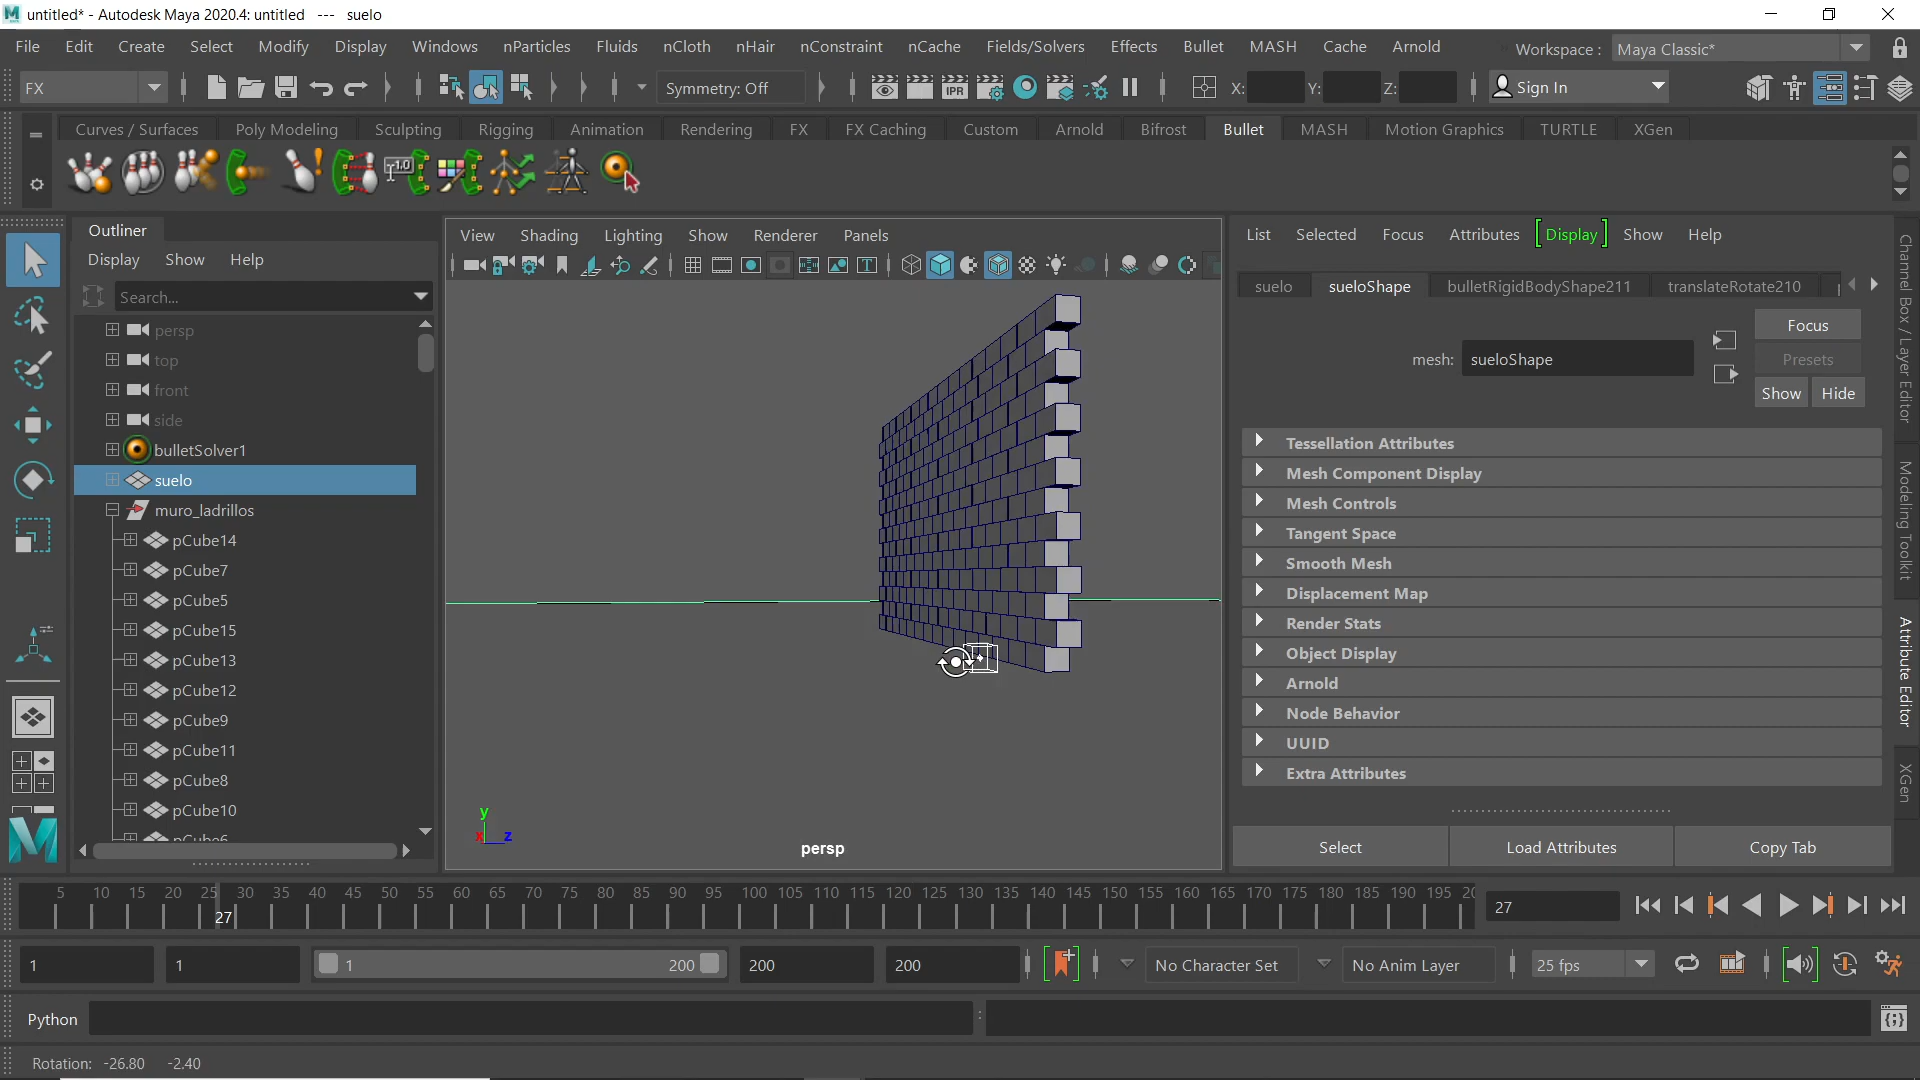 untitled* - Autodesk Maya 2020.4: untitled   ---   suelo
File Edit Create Select Modify Display Windows nParticles Fluids nCloth nHair nConstraint nCache Fields/Solvers Effects Bullet MASH Cache Arnold Workspace : Maya Classic*
FX Symmetry: Off IPR X: Y: Z: Sign In
Curves / Surfaces Poly Modeling Sculpting Rigging Animation Rendering FX FX Caching Custom Arnold Bifrost Bullet MASH Motion Graphics TURTLE XGen
Outliner
Display Show Help
Search...
persp
top
front
side
bulletSolver1
suelo
muro_ladrillos
pCube14
pCube7
pCube5
pCube15
pCube13
pCube12
pCube9
pCube11
pCube8
pCube10
pCube6
View Shading Lighting Show Renderer Panels
y
x z
persp
List Selected Focus Attributes Display Show Help
suelo sueloShape bulletRigidBodyShape211 translateRotate210
mesh: sueloShape
Focus
Presets
Show Hide
Tessellation Attributes
Mesh Component Display
Mesh Controls
Tangent Space
Smooth Mesh
Displacement Map
Render Stats
Object Display
Arnold
Node Behavior
UUID
Extra Attributes
Select Load Attributes Copy Tab
Channel Box / Layer Editor
Modeling Toolkit
Attribute Editor
XGen
5 10 15 20 25 30 35 40 45 50 55 60 65 70 75 80 85 90 95 100 105 110 115 120 125 130 135 140 145 150 155 160 165 170 175 180 185 190 195 20
27 27
1 1 1 200 200 200 No Character Set No Anim Layer 25 fps
Python
Rotation: -26.80 -2.40